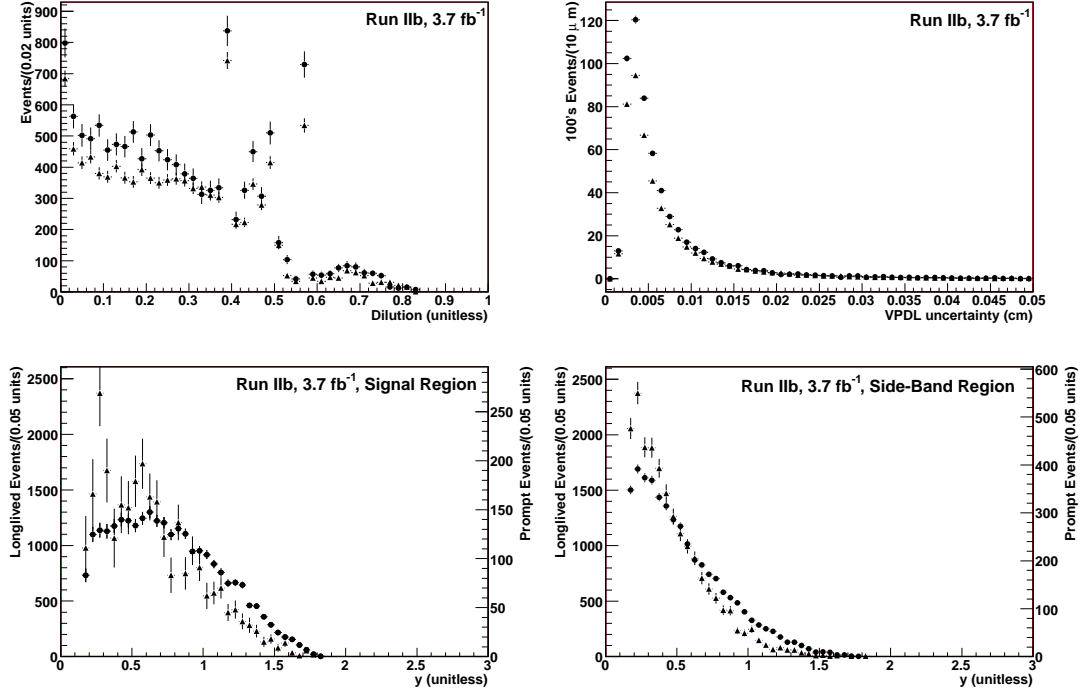 Run IIb, 3.7 fb-1
Events/(0.02 units)
900
800
700
600
500
400
300
200
100
0
0 0.1 0.2 0.3 0.4 0.5 0.6 0.7 0.8 0.9 1
Dilution (unitless)
Run IIb, 3.7 fb-1
100's Events/(10 μ m)
120
100
80
60
40
20
0
0 0.005 0.01 0.015 0.02 0.025 0.03 0.035 0.04 0.045 0.05
VPDL uncertainty (cm)
Run IIb, 3.7 fb-1, Signal Region
Longlived Events/(0.05 units)
2500
2000
1500
1000
500
0
Prompt Events/(0.05 units)
250
200
150
100
50
0
0 0.5 1 1.5 2 2.5 3
y (unitless)
Run IIb, 3.7 fb-1, Side-Band Region
Longlived Events/(0.05 units)
2500
2000
1500
1000
500
0
Prompt Events/(0.05 units)
600
500
400
300
200
100
0
0 0.5 1 1.5 2 2.5 3
y (unitless)